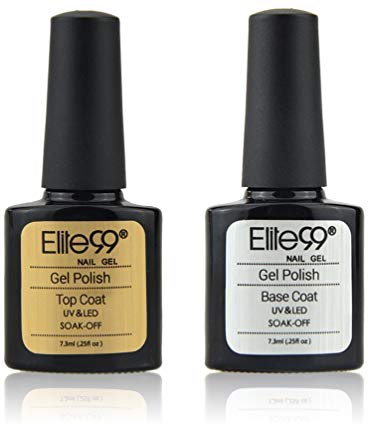 Elite99®
NAIL GEL
Gel Polish
Top Coat
UV&LED
SOAK-OFF
7.3ml (.25fl oz)
Elite99®
NAIL GEL
Gel Polish
Base Coat
UV&LED
SOAK-OFF
7.3ml (.25fl oz)